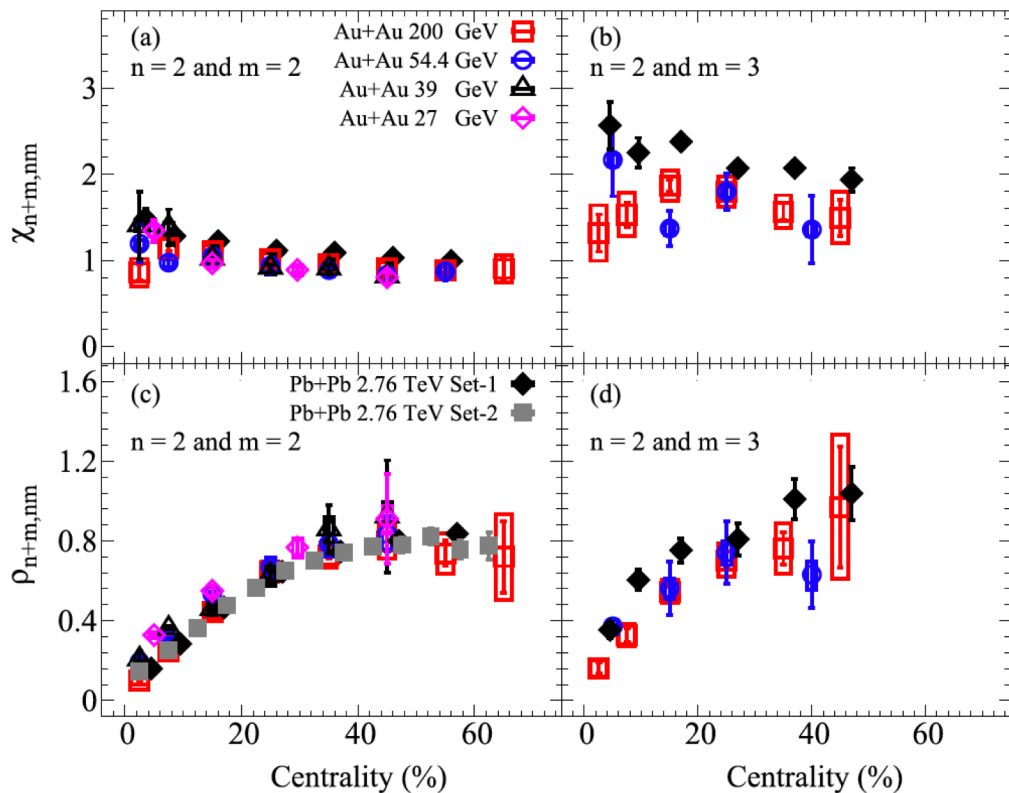 (a)
n = 2 and m = 2
Au+Au 200 GeV
Au+Au 54.4 GeV
Au+Au 39 GeV
Au+Au 27 GeV
(b)
n = 2 and m = 3
χn+m,nm
3
2
1
0
(c)
n = 2 and m = 2
Pb+Pb 2.76 TeV Set-1
Pb+Pb 2.76 TeV Set-2
(d)
n = 2 and m = 3
ρn+m,nm
1.6
1.2
0.8
0.4
0
0 20 40 60
0 20 40 60
Centrality (%)
Centrality (%)